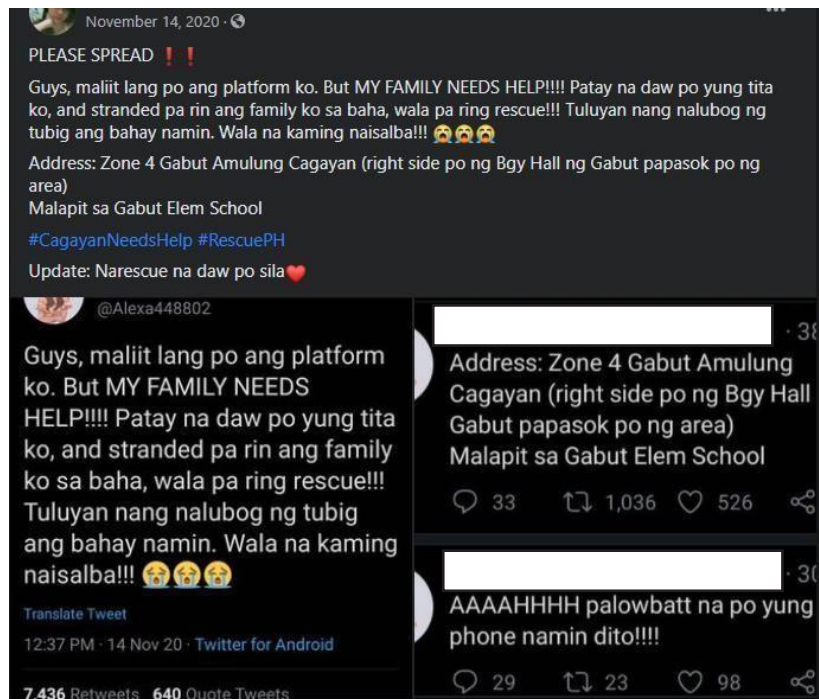 November 14, 2020 ·
PLEASE SPREAD ❗❗
Guys, maliit lang po ang platform ko. But MY FAMILY NEEDS HELP!!!! Patay na daw po yung tita
ko, and stranded pa rin ang family ko sa baha, wala pa ring rescue!!! Tuluyan nang nalubog ng
tubig ang bahay namin. Wala na kaming naisalba!!! 😭😭😭
Address: Zone 4 Gabut Amulung Cagayan (right side po ng Bgy Hall ng Gabut papasok po ng
area)
Malapit sa Gabut Elem School
#CagayanNeedsHelp #RescuePH
Update: Narescue na daw po sila❤️
@Alexa448802
Guys, maliit lang po ang platform
ko. But MY FAMILY NEEDS
HELP!!!! Patay na daw po yung tita
ko, and stranded pa rin ang family
ko sa baha, wala pa ring rescue!!!
Tuluyan nang nalubog ng tubig
ang bahay namin. Wala na kaming
naisalba!!! 😭😭😭
Translate Tweet
12:37 PM · 14 Nov 20 · Twitter for Android
7,436 Retweets 640 Quote Tweets
Address: Zone 4 Gabut Amulung
Cagayan (right side po ng Bgy Hall
Gabut papasok po ng area)
Malapit sa Gabut Elem School
33 1,036 526
AAAAHHHH palowbatt na po yung
phone namin dito!!!!
29 23 98